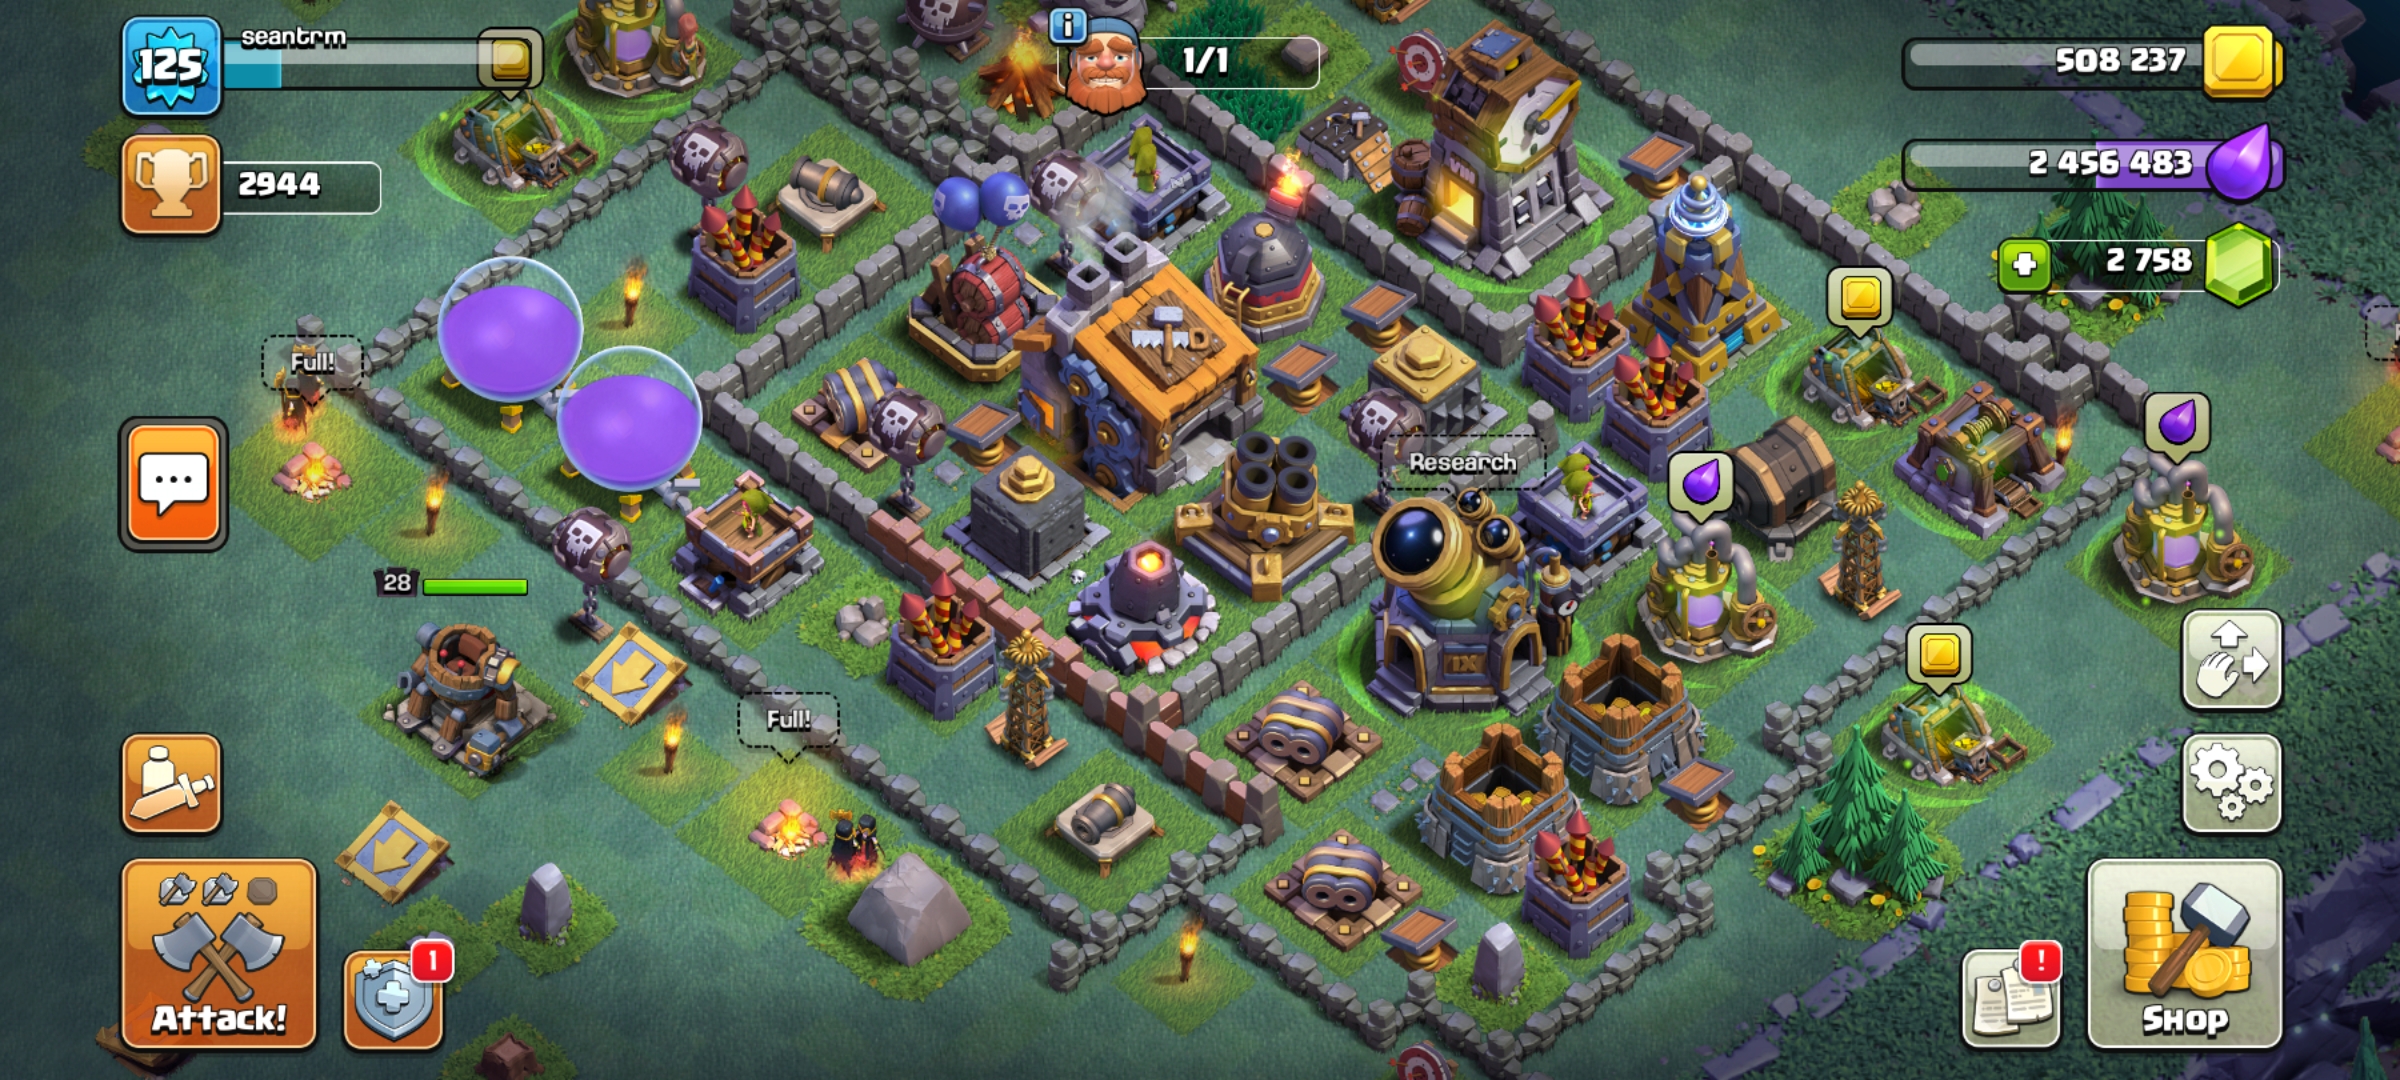 125
seantrm
i
1/1
508 237
2944
2 456 483
2 758
Full!
Research
28
Full!
IX
1
!
Attack!
Shop